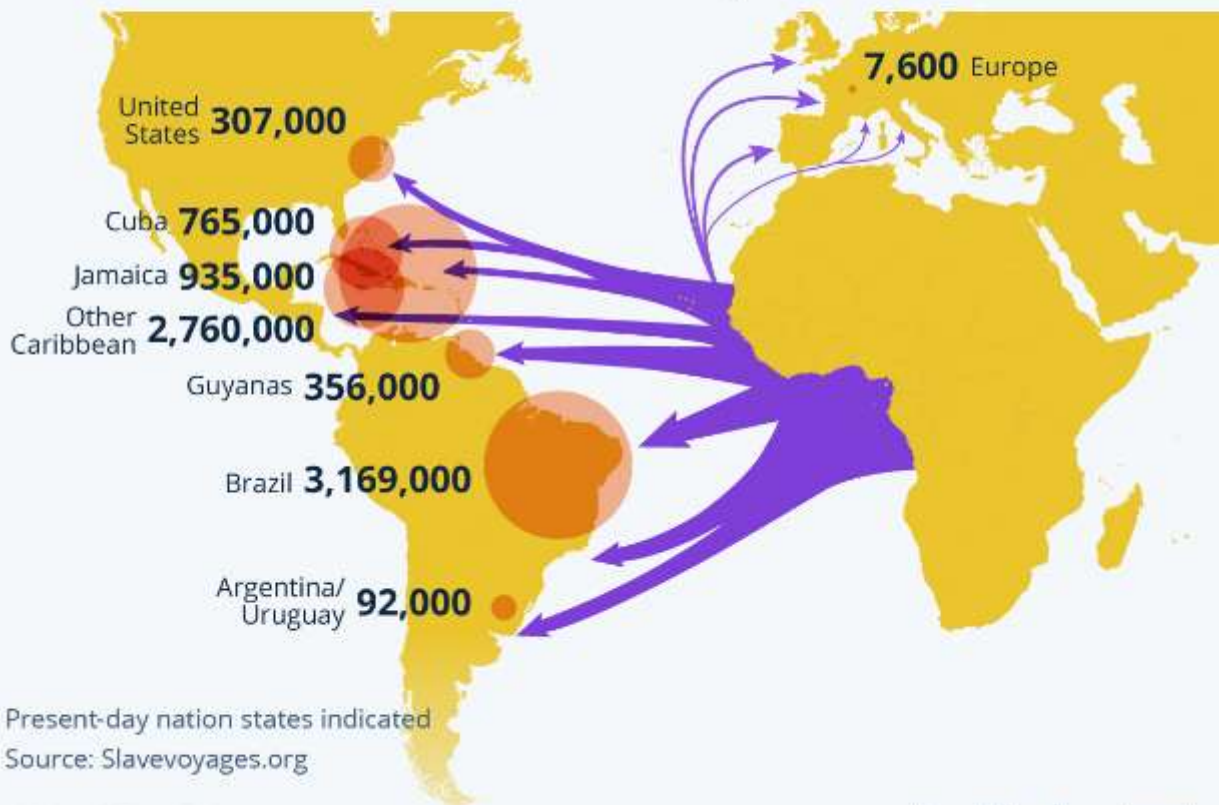 7,600 Europe
United
States 307,000
Cuba 765,000
Jamaica 935,000
Other
Caribbean 2,760,000
Guyanas 356,000
Brazil 3,169,000
Argentina/
Uruguay 92,000
Present-day nation states indicated
Source: Slavevoyages.org